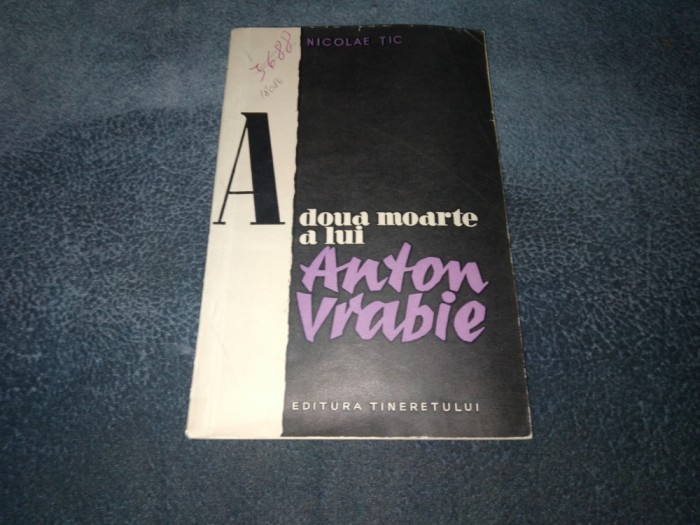 NICOLAE ȚIC
3688
A
doua moarte
a lui
Anton
Vrabie
EDITURA TINERETULUI